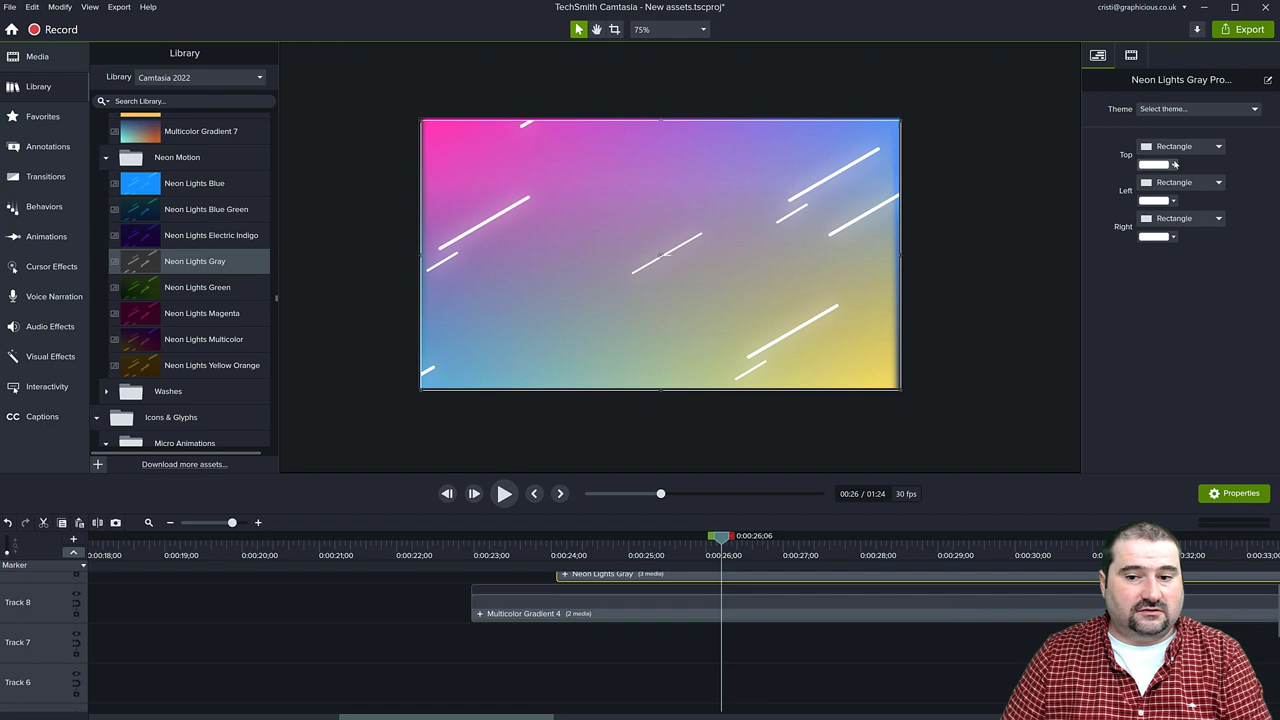 File Edit Modify View Export Help
TechSmith Camtasia - New assets.tscproj*
cristi@graphicious.co.uk
Record
75%
Export
Media
Library
Favorites
Annotations
Transitions
Behaviors
Animations
Cursor Effects
Voice Narration
Audio Effects
Visual Effects
Interactivity
Captions
Library
Library Camtasia 2022
Search Library...
Multicolor Gradient 7
Neon Motion
Neon Lights Blue
Neon Lights Blue Green
Neon Lights Electric Indigo
Neon Lights Gray
Neon Lights Green
Neon Lights Magenta
Neon Lights Multicolor
Neon Lights Yellow Orange
Washes
Icons & Glyphs
Micro Animations
Download more assets...
Neon Lights Gray Pro...
Theme Select theme...
Top Rectangle
Left Rectangle
Right Rectangle
00:26 / 01:24 30 fps
Properties
0:00:26;06
0:00:18;00 0:00:19;00 0:00:20;00 0:00:21;00 0:00:22;00 0:00:23;00 0:00:24;00 0:00:25;00 0:00:26;00 0:00:27;00 0:00:28;00 0:00:29;00 0:00:30;00
Marker
Neon Lights Gray (3 media)
Track 8
Multicolor Gradient 4 (2 media)
Track 7
Track 6